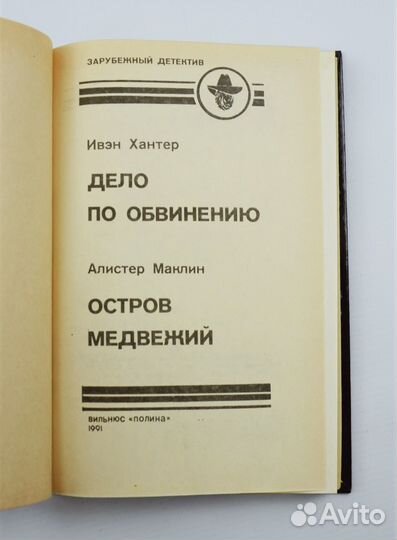 ЗАРУБЕЖНЫЙ ДЕТЕКТИВ
Ивэн Хантер
ДЕЛО
ПО ОБВИНЕНИЮ
Алистер Маклин
ОСТРОВ
МЕДВЕЖИЙ
ВИЛЬНЮС «ПОЛИНА»
1991
Avito